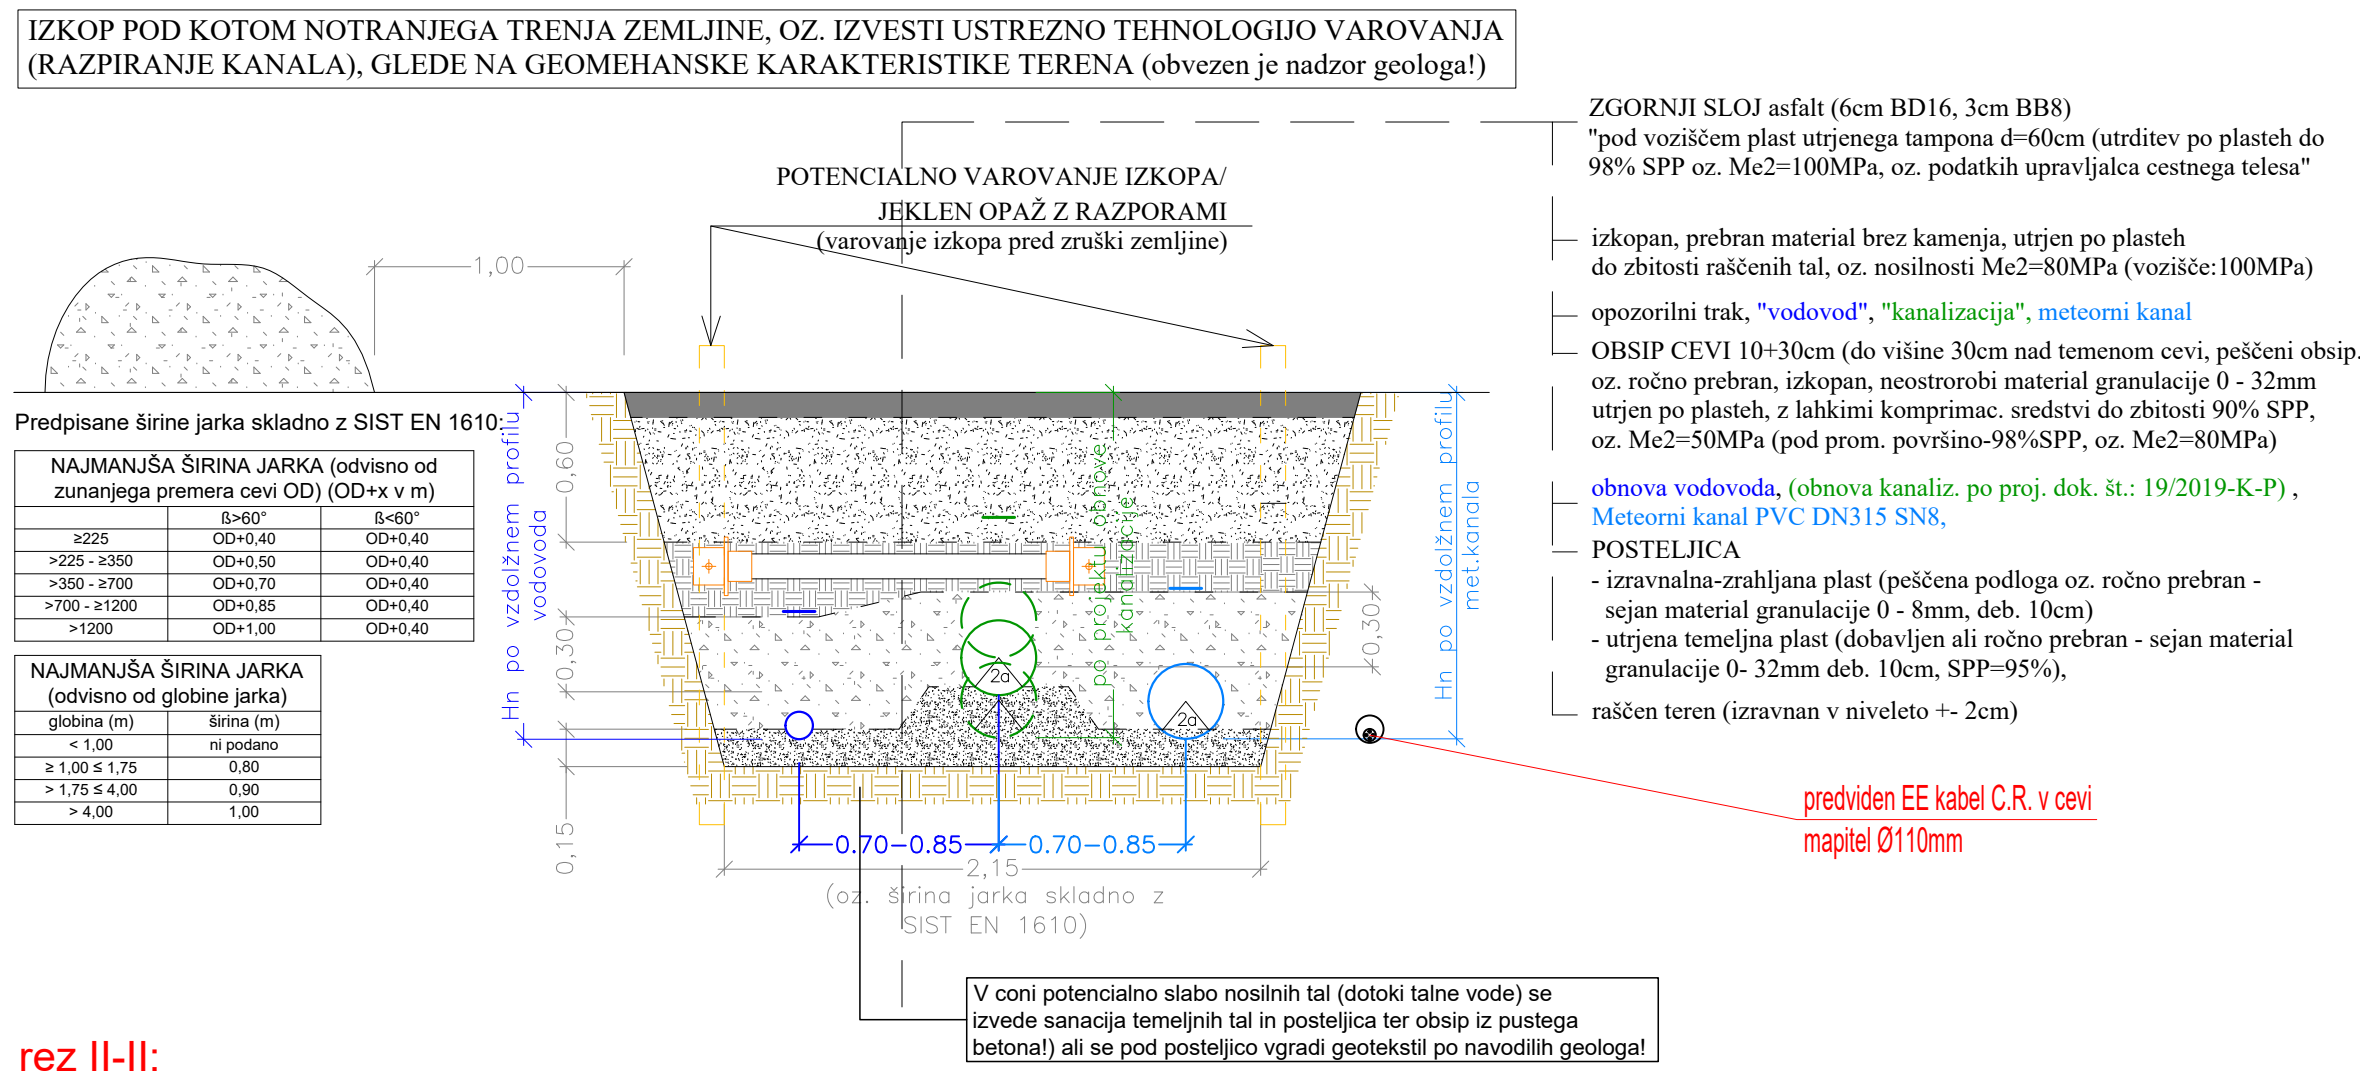 IZKOP POD KOTOM NOTRANJEGA TRENJA ZEMLJINE, OZ. IZVESTI USTREZNO TEHNOLOGIJO VAROVANJA
(RAZPIRANJE KANALA), GLEDE NA GEOMEHANSKE KARAKTERISTIKE TERENA (obvezen je nadzor geologa!)
POTENCIALNO VAROVANJE IZKOPA/
JEKLEN OPAŽ Z RAZPORAMI
(varovanje izkopa pred zruški zemljine)
1,00
ZGORNJI SLOJ asfalt (6cm BD16, 3cm BB8)
"pod voziščem plast utrjenega tampona d=60cm (utrditev po plasteh do
98% SPP oz. Me2=100MPa, oz. podatkih upravljalca cestnega telesa"
izkopan, prebran material brez kamenja, utrjen po plasteh
do zbitosti raščenih tal, oz. nosilnosti Me2=80MPa (vozišče:100MPa)
opozorilni trak, "vodovod", "kanalizacija", meteorni kanal
OBSIP CEVI 10+30cm (do višine 30cm nad temenom cevi, peščeni obsip.
oz. ročno prebran, izkopan, neostrorobi material granulacije 0 - 32mm
utrjen po plasteh, z lahkimi komprimac. sredstvi do zbitosti 90% SPP,
oz. Me2=50MPa (pod prom. površino-98%SPP, oz. Me2=80MPa)
obnova vodovoda, (obnova kanaliz. po proj. dok. št.: 19/2019-K-P) ,
Meteorni kanal PVC DN315 SN8,
POSTELJICA
- izravnalna-zrahljana plast (peščena podloga oz. ročno prebran -
sejan material granulacije 0 - 8mm, deb. 10cm)
- utrjena temeljna plast (dobavljen ali ročno prebran - sejan material
granulacije 0- 32mm deb. 10cm, SPP=95%),
raščen teren (izravnan v niveleto +- 2cm)
Predpisane širine jarka skladno z SIST EN 1610:
NAJMANJŠA ŠIRINA JARKA (odvisno od
zunanjega premera cevi OD) (OD+x v m)
ß>60° ß<60°
≥225 OD+0,40 OD+0,40
>225 - ≥350 OD+0,50 OD+0,40
>350 - ≥700 OD+0,70 OD+0,40
>700 - ≥1200 OD+0,85 OD+0,40
>1200 OD+1,00 OD+0,40
NAJMANJŠA ŠIRINA JARKA
(odvisno od globine jarka)
globina (m) širina (m)
< 1,00 ni podano
≥ 1,00 ≤ 1,75 0,80
> 1,75 ≤ 4,00 0,90
> 4,00 1,00
Hn po vzdolžnem profilu
vodovoda
0,60
0,30
0,15
po projektu obnove
kanalizacije
Hn po vzdolžnem profilu
met.kanala
0,30
2a
2a
0.70-0.85
0.70-0.85
2,15
(oz. širina jarka skladno z
SIST EN 1610)
predviden EE kabel C.R. v cevi
mapitel Ø110mm
V coni potencialno slabo nosilnih tal (dotoki talne vode) se
izvede sanacija temeljnih tal in posteljica ter obsip iz pustega
betona!) ali se pod posteljico vgradi geotekstil po navodilih geologa!
rez II-II: